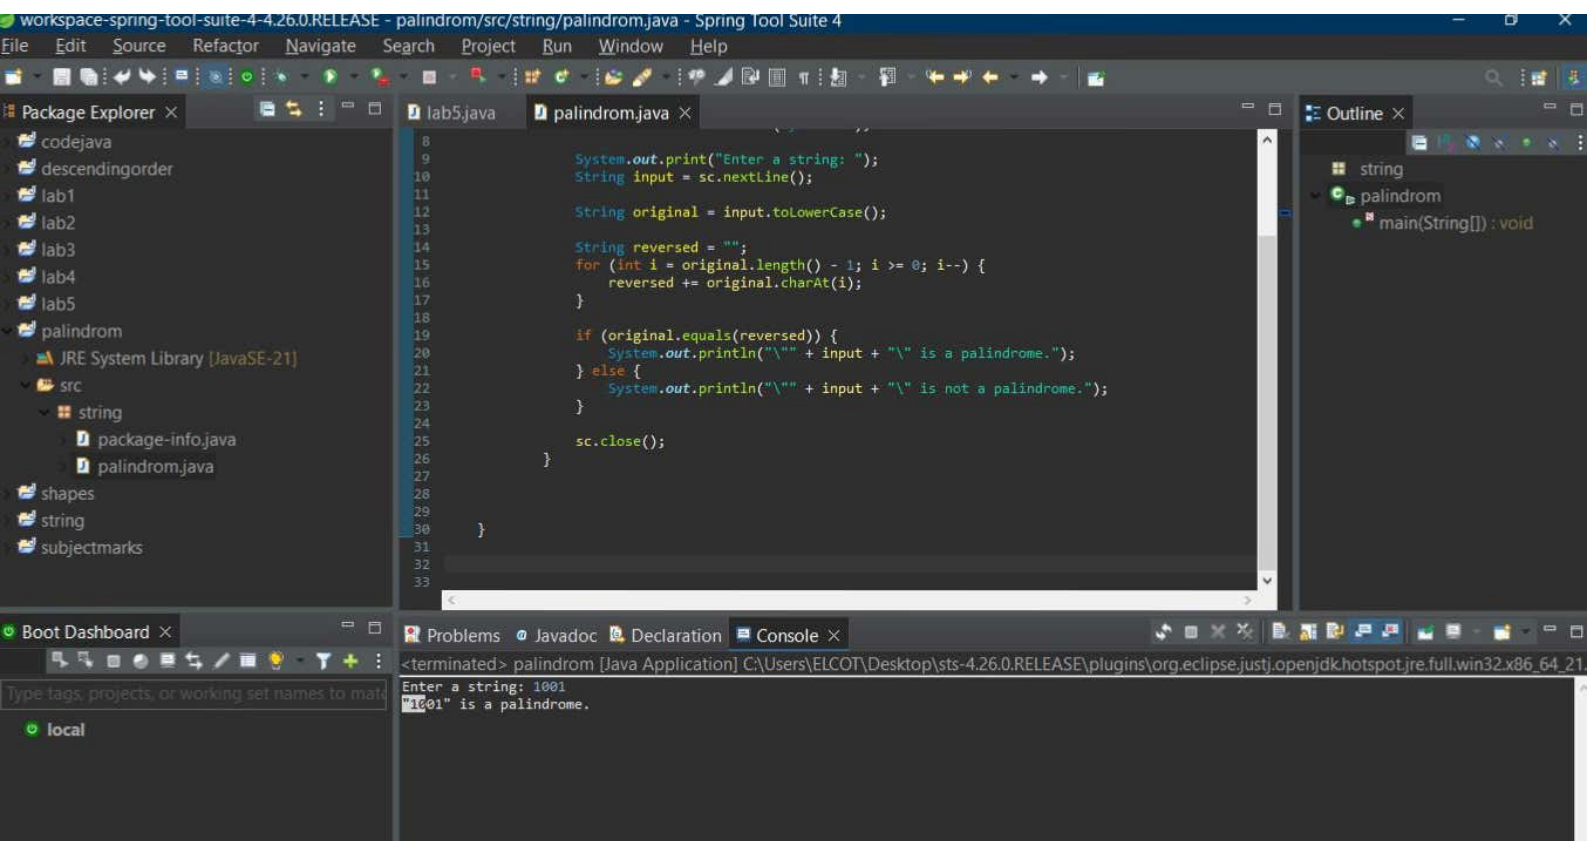 workspace-spring-tool-suite-4-4.26.0.RELEASE - palindrom/src/string/palindrom.java - Spring Tool Suite 4
File Edit Source Refactor Navigate Search Project Run Window Help
Package Explorer
codejava
descendingorder
lab1
lab2
lab3
lab4
lab5
palindrom
JRE System Library [JavaSE-21]
src
string
package-info.java
palindrom.java
shapes
string
subjectmarks
lab5.java palindrom.java
8
9 System.out.print("Enter a string: ");
10 String input = sc.nextLine();
11
12 String original = input.toLowerCase();
13
14 String reversed = "";
15 for (int i = original.length() - 1; i >= 0; i--) {
16 reversed += original.charAt(i);
17 }
18
19 if (original.equals(reversed)) {
20 System.out.println("\"" + input + "\" is a palindrome.");
21 } else {
22 System.out.println("\"" + input + "\" is not a palindrome.");
23 }
24
25 sc.close();
26 }
27
28
29
30 }
31
32
33
Outline
string
palindrom
main(String[]) : void
Boot Dashboard
Type tags, projects, or working set names to matc
local
Problems Javadoc Declaration Console
<terminated> palindrom [Java Application] C:\Users\ELCOT\Desktop\sts-4.26.0.RELEASE\plugins\org.eclipse.justj.openjdk.hotspot.jre.full.win32.x86_64_21.
Enter a string: 1001
"1001" is a palindrome.